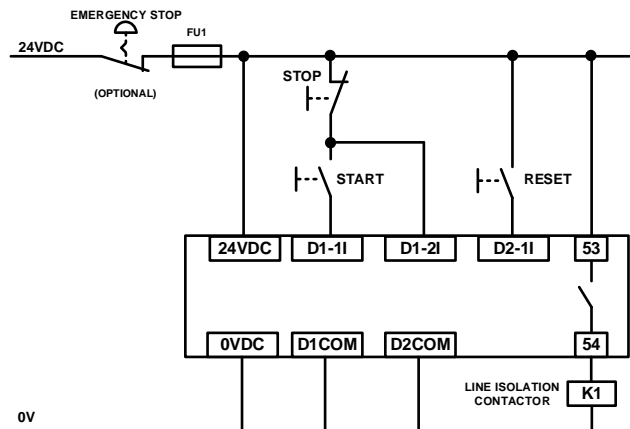 EMERGENCY STOP
FU1
24VDC
(OPTIONAL)
STOP
START
RESET
24VDC D1-1I D1-2I D2-1I 53
0VDC D1COM D2COM 54
LINE ISOLATION
CONTACTOR
K1
0V